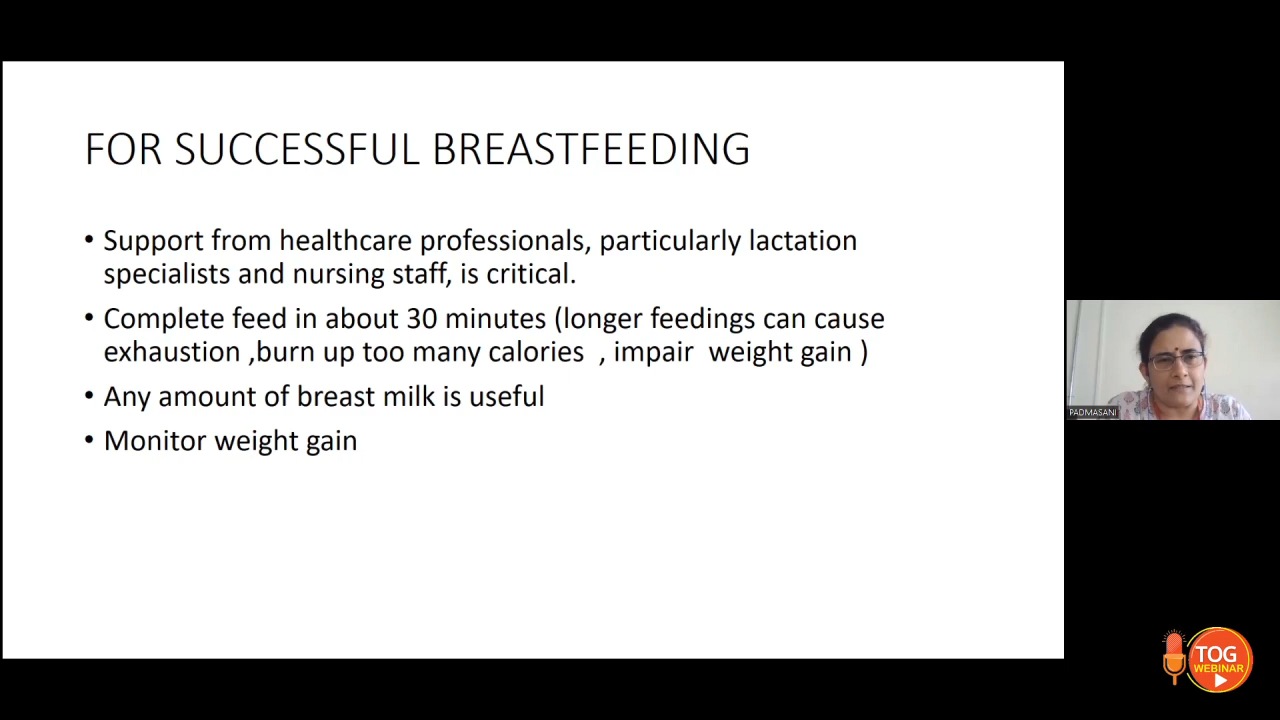 FOR SUCCESSFUL BREASTFEEDING
• Support from healthcare professionals, particularly lactation
specialists and nursing staff, is critical.
• Complete feed in about 30 minutes (longer feedings can cause
exhaustion ,burn up too many calories , impair weight gain )
• Any amount of breast milk is useful
• Monitor weight gain
PADMASANI
TOG
WEBINAR